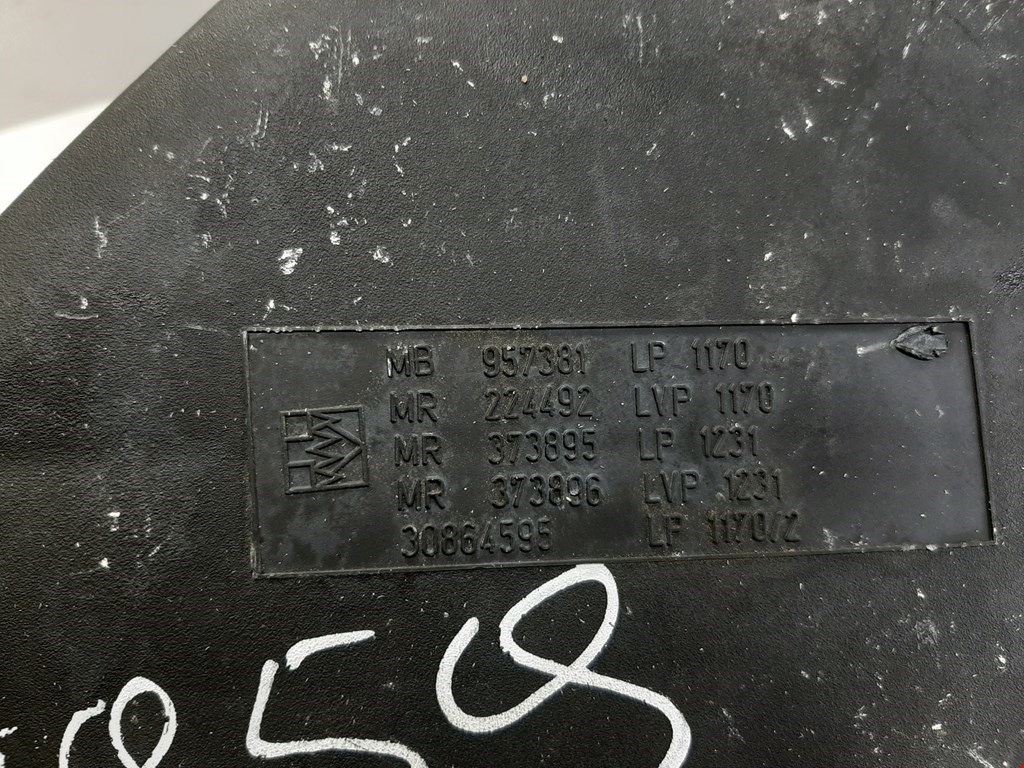 MB 957381 LP 1170
MR 224492 LVP 1170
MR 373895 LP 1231
MR 373896 LVP 1231
30864595 LP 1170/2